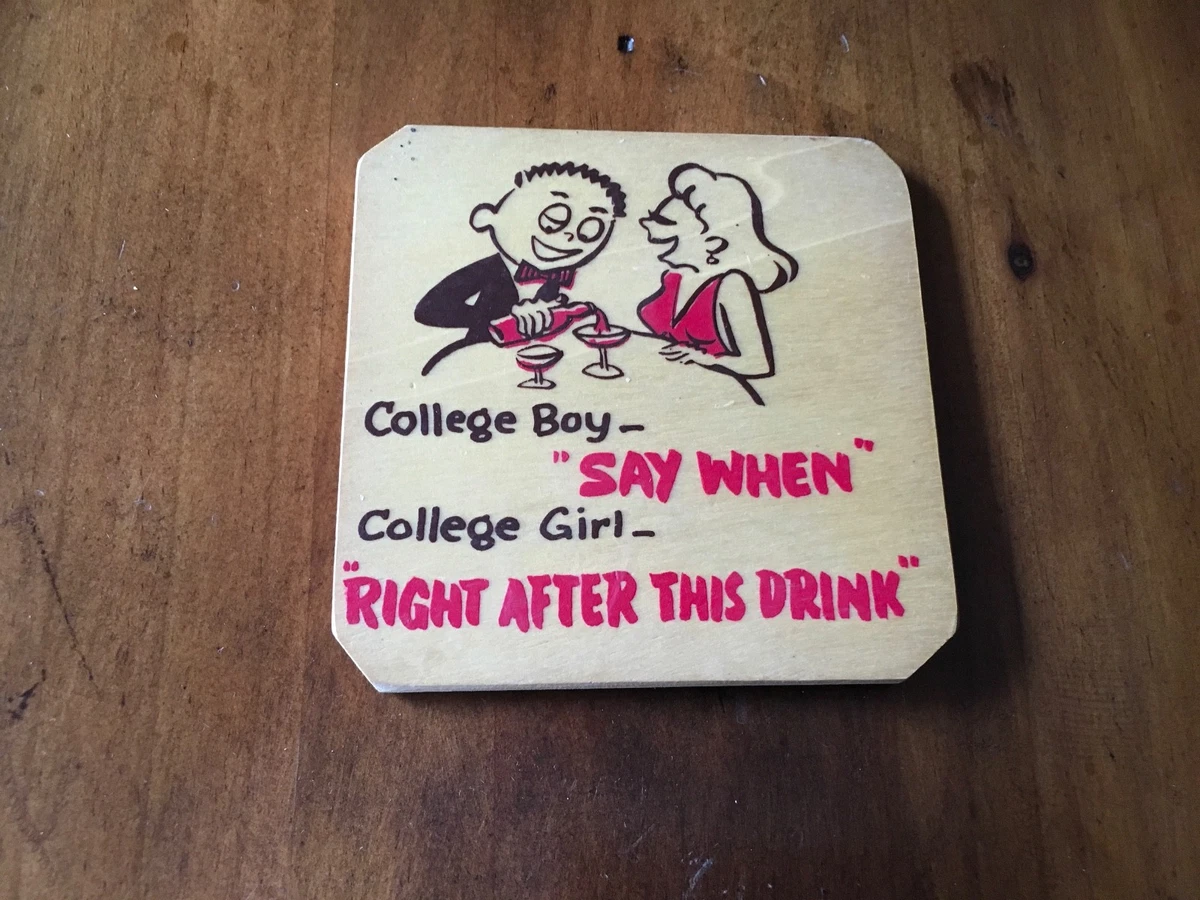 College Boy –
"SAY WHEN"
College Girl –
"RIGHT AFTER THIS DRINK"